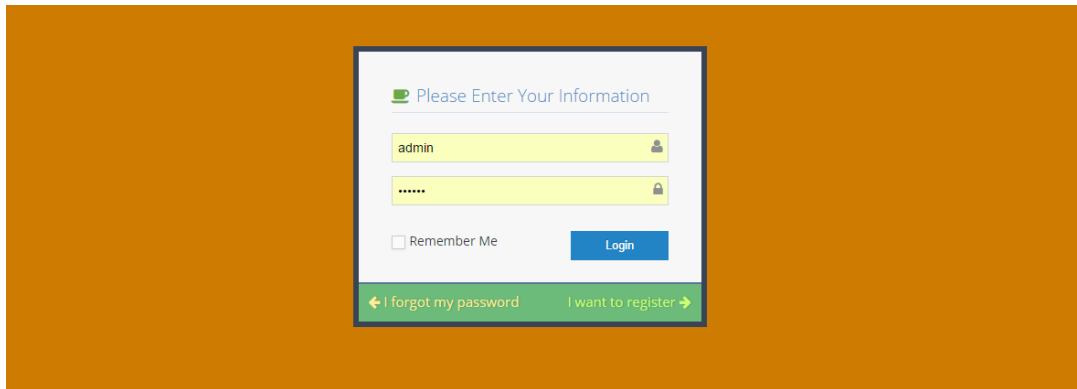 Please Enter Your Information
admin
••••••
Remember Me
Login
I forgot my password
I want to register